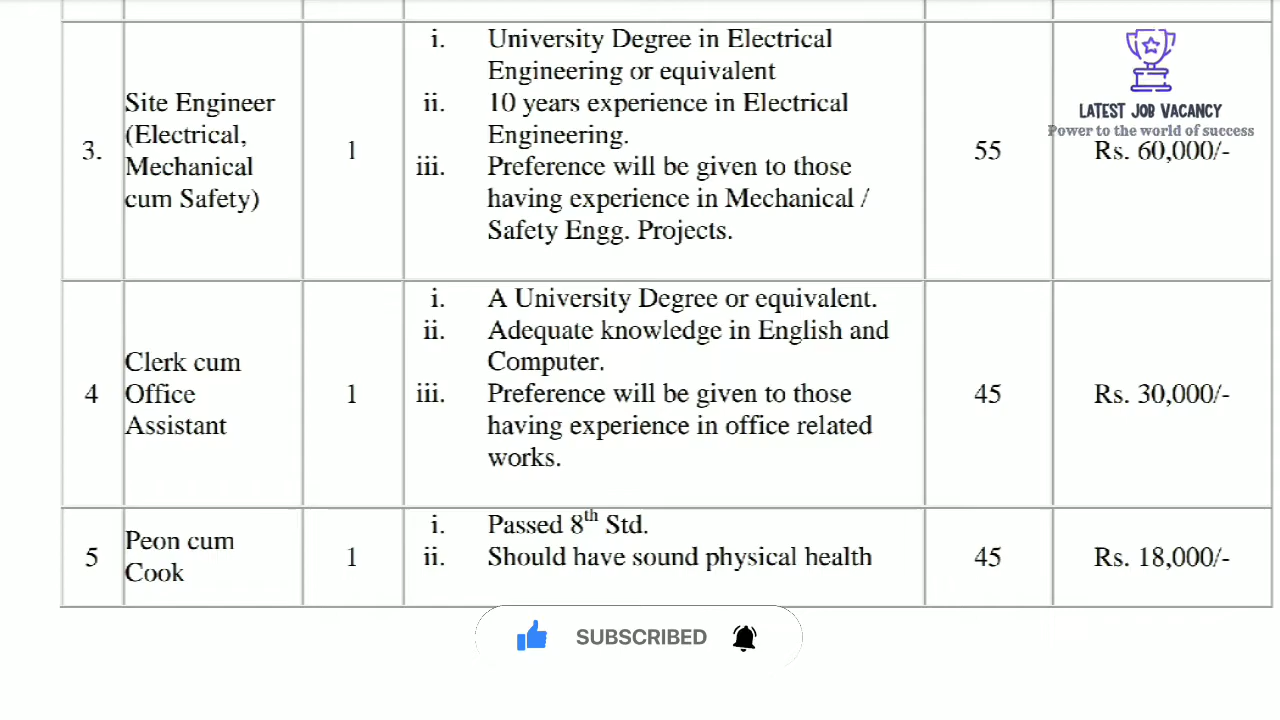 3.
Site Engineer
(Electrical,
Mechanical
cum Safety)
1
i. University Degree in Electrical
Engineering or equivalent
ii. 10 years experience in Electrical
Engineering.
iii. Preference will be given to those
having experience in Mechanical /
Safety Engg. Projects.
55
LATEST JOB VACANCY
Power to the world of success
Rs. 60,000/-
4
Clerk cum
Office
Assistant
1
i. A University Degree or equivalent.
ii. Adequate knowledge in English and
Computer.
iii. Preference will be given to those
having experience in office related
works.
45
Rs. 30,000/-
5
Peon cum
Cook
1
i. Passed 8th Std.
ii. Should have sound physical health
45
Rs. 18,000/-
SUBSCRIBED